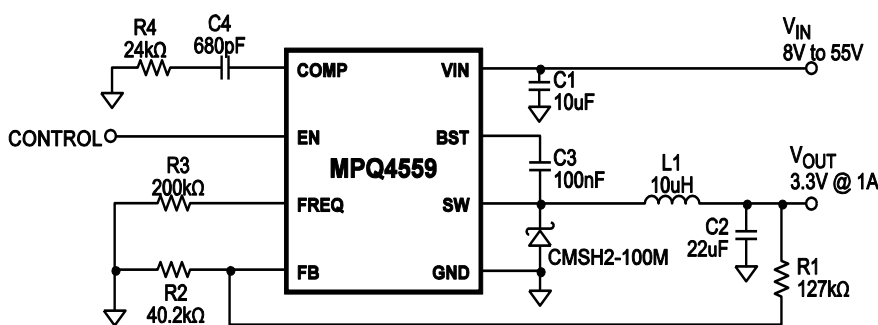 R4
24kΩ
C4
680pF
VIN
8V to 55V
COMP
VIN
C1
10uF
CONTROL
EN
BST
MPQ4559
C3
100nF
R3
200kΩ
FREQ
SW
L1
10uH
VOUT
3.3V @ 1A
C2
22uF
CMSH2-100M
FB
GND
R2
40.2kΩ
R1
127kΩ